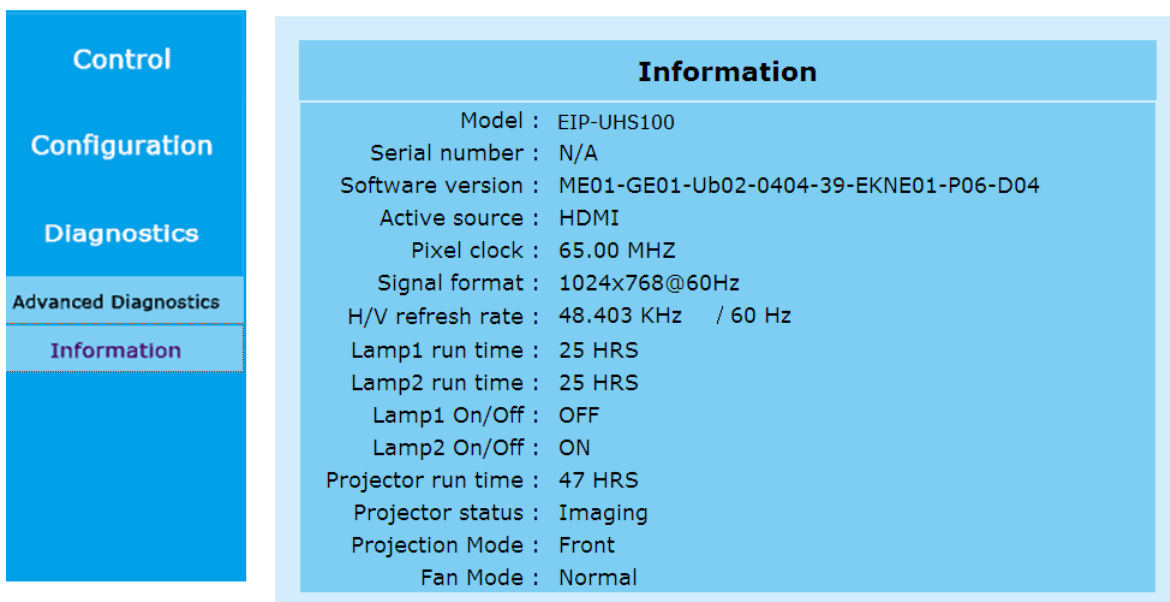 Control
Configuration
Diagnostics
Advanced Diagnostics
Information
Information
Model : EIP-UHS100
Serial number : N/A
Software version : ME01-GE01-Ub02-0404-39-EKNE01-P06-D04
Active source : HDMI
Pixel clock : 65.00 MHZ
Signal format : 1024x768@60Hz
H/V refresh rate : 48.403 KHz / 60 Hz
Lamp1 run time : 25 HRS
Lamp2 run time : 25 HRS
Lamp1 On/Off : OFF
Lamp2 On/Off : ON
Projector run time : 47 HRS
Projector status : Imaging
Projection Mode : Front
Fan Mode : Normal